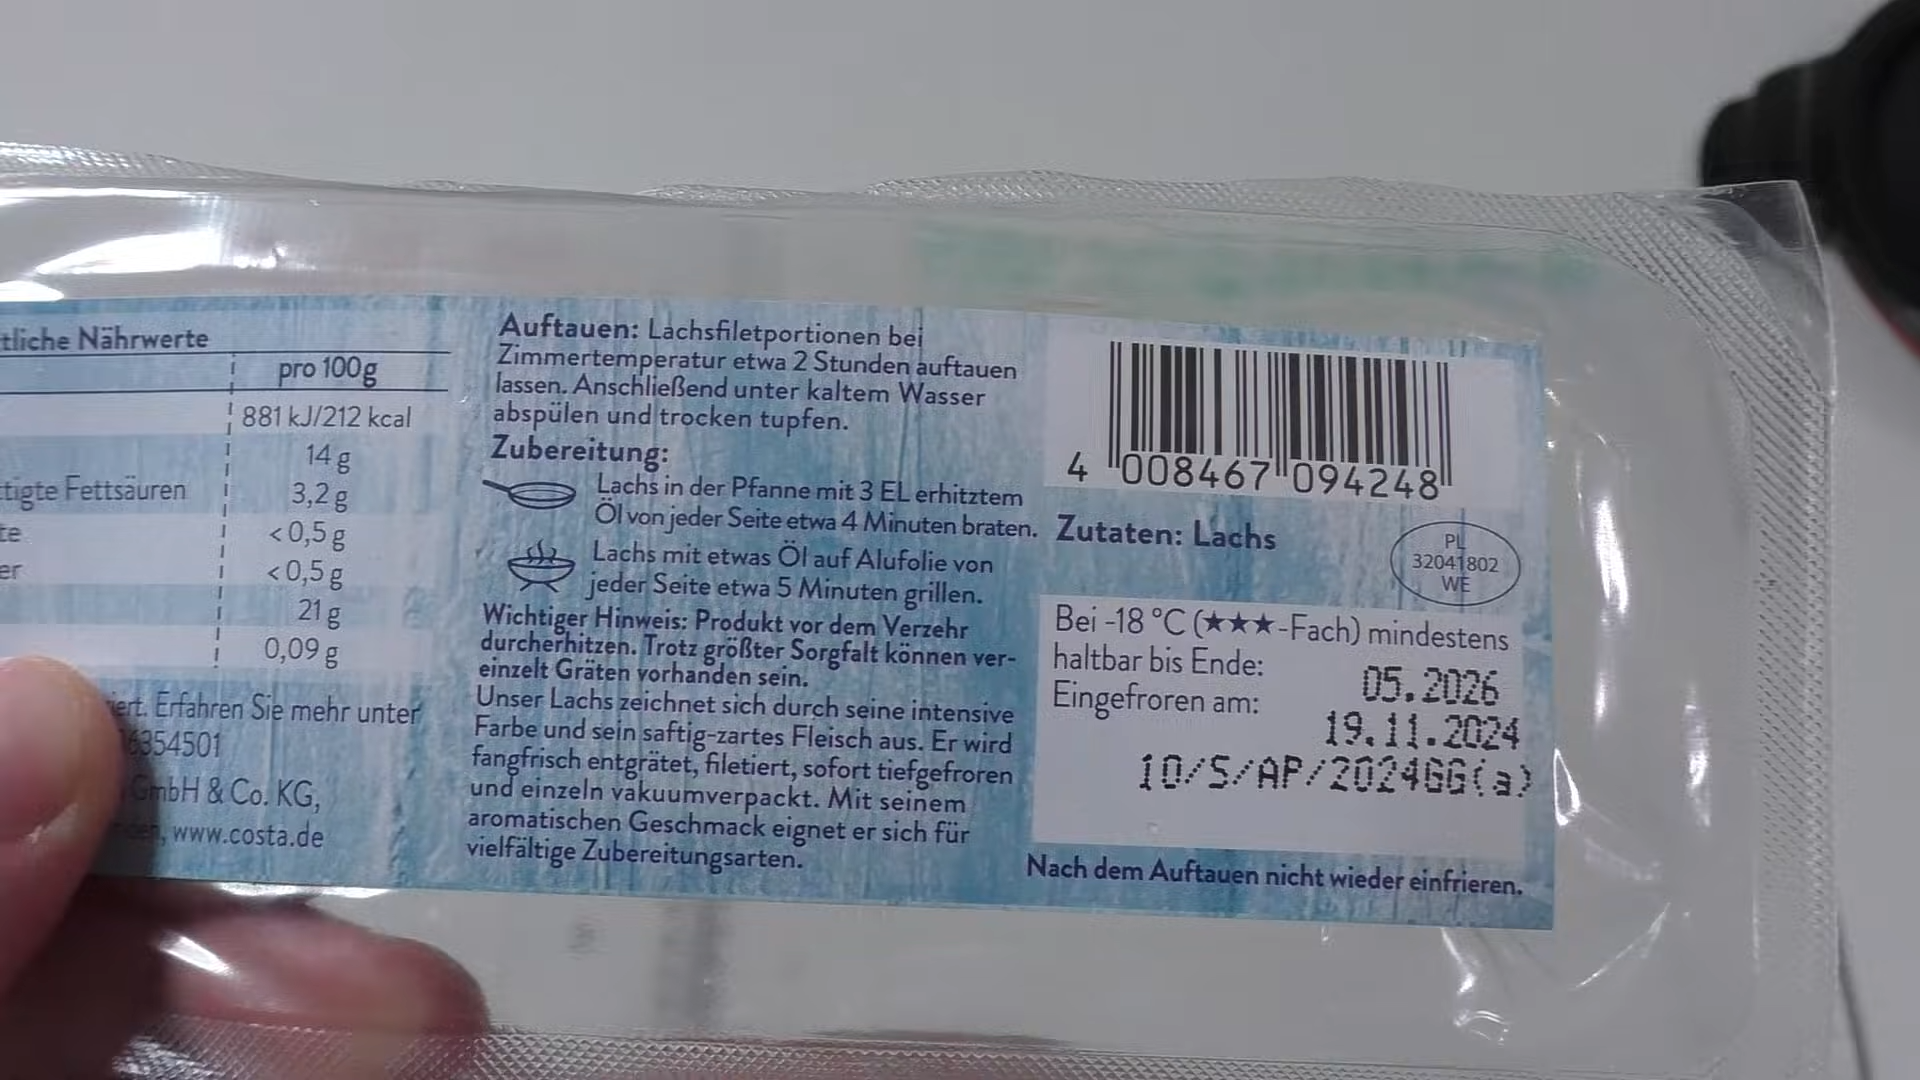 tliche Nährwerte
pro 100g
881 kJ/212 kcal
14 g
tigte Fettsäuren 3,2 g
te <0,5 g
er <0,5 g
21 g
0,09 g
ert. Erfahren Sie mehr unter
6354501
GmbH & Co. KG,
www.costa.de
Auftauen: Lachsfiletportionen bei
Zimmertemperatur etwa 2 Stunden auftauen
lassen. Anschließend unter kaltem Wasser
abspülen und trocken tupfen.
Zubereitung:
Lachs in der Pfanne mit 3 EL erhitztem
Öl von jeder Seite etwa 4 Minuten braten.
Lachs mit etwas Öl auf Alufolie von
jeder Seite etwa 5 Minuten grillen.
Wichtiger Hinweis: Produkt vor dem Verzehr
durcherhitzen. Trotz größter Sorgfalt können ver-
einzelt Gräten vorhanden sein.
Unser Lachs zeichnet sich durch seine intensive
Farbe und sein saftig-zartes Fleisch aus. Er wird
fangfrisch entgrätet, filetiert, sofort tiefgefroren
und einzeln vakuumverpackt. Mit seinem
aromatischen Geschmack eignet er sich für
vielfältige Zubereitungsarten.
4 008467 094248
Zutaten: Lachs
PL
32041802
WE
Bei -18 °C (★★★-Fach) mindestens
haltbar bis Ende: 05.2026
Eingefroren am: 19.11.2024
10/S/AP/2024GG(a)
Nach dem Auftauen nicht wieder einfrieren.